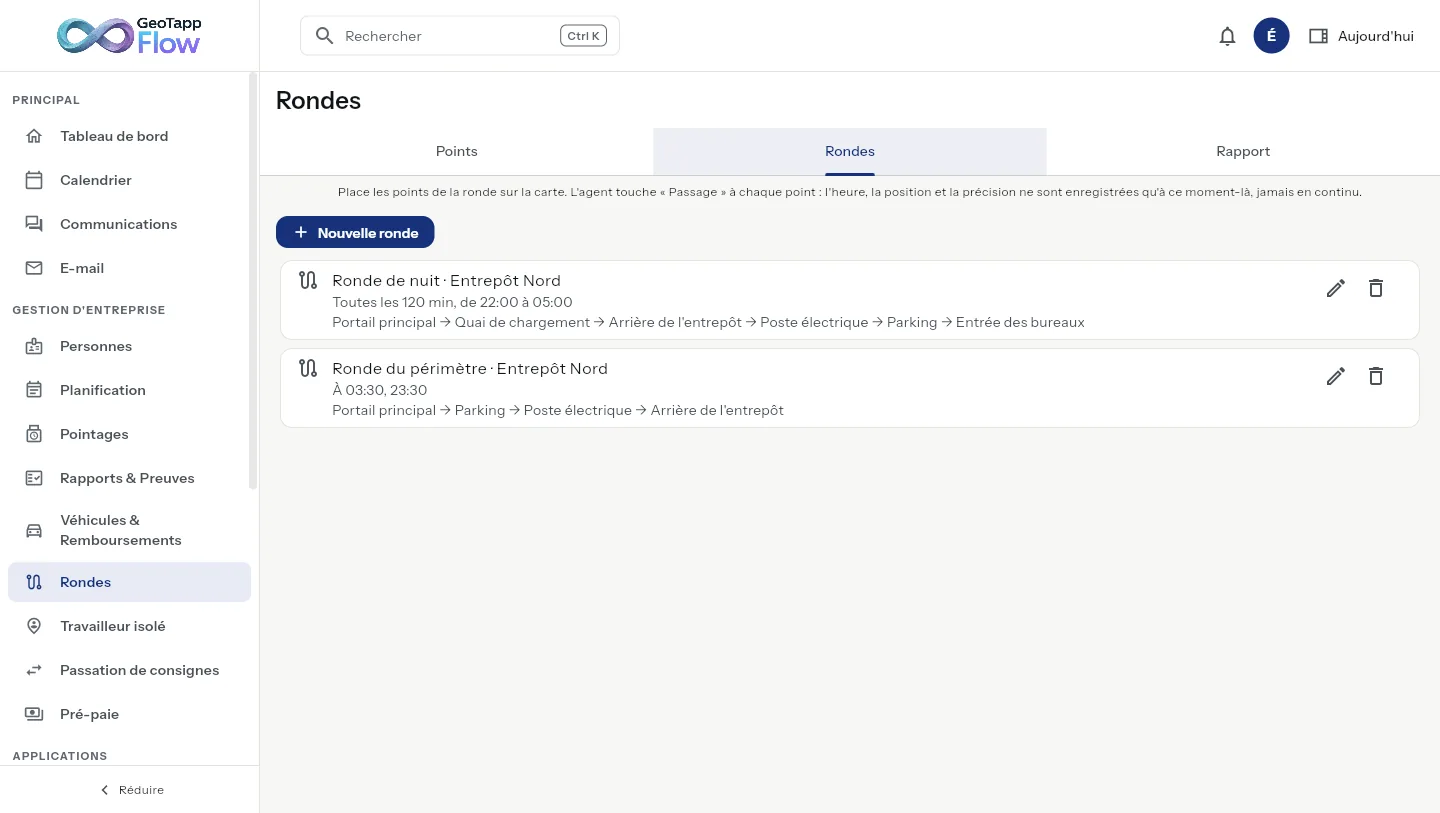 GeoTapp
Flow
Rechercher
Ctrl K
É
Aujourd'hui
PRINCIPAL
Tableau de bord
Calendrier
Communications
E-mail
GESTION D'ENTREPRISE
Personnes
Planification
Pointages
Rapports & Preuves
Véhicules &
Remboursements
Rondes
Travailleur isolé
Passation de consignes
Pré-paie
APPLICATIONS
Réduire
Rondes
Points
Rondes
Rapport
Place les points de la ronde sur la carte. L'agent touche « Passage » à chaque point : l'heure, la position et la précision ne sont enregistrées qu'à ce moment-là, jamais en continu.
Nouvelle ronde
Ronde de nuit · Entrepôt Nord
Toutes les 120 min, de 22:00 à 05:00
Portail principal → Quai de chargement → Arrière de l'entrepôt → Poste électrique → Parking → Entrée des bureaux
Ronde du périmètre · Entrepôt Nord
À 03:30, 23:30
Portail principal → Parking → Poste électrique → Arrière de l'entrepôt